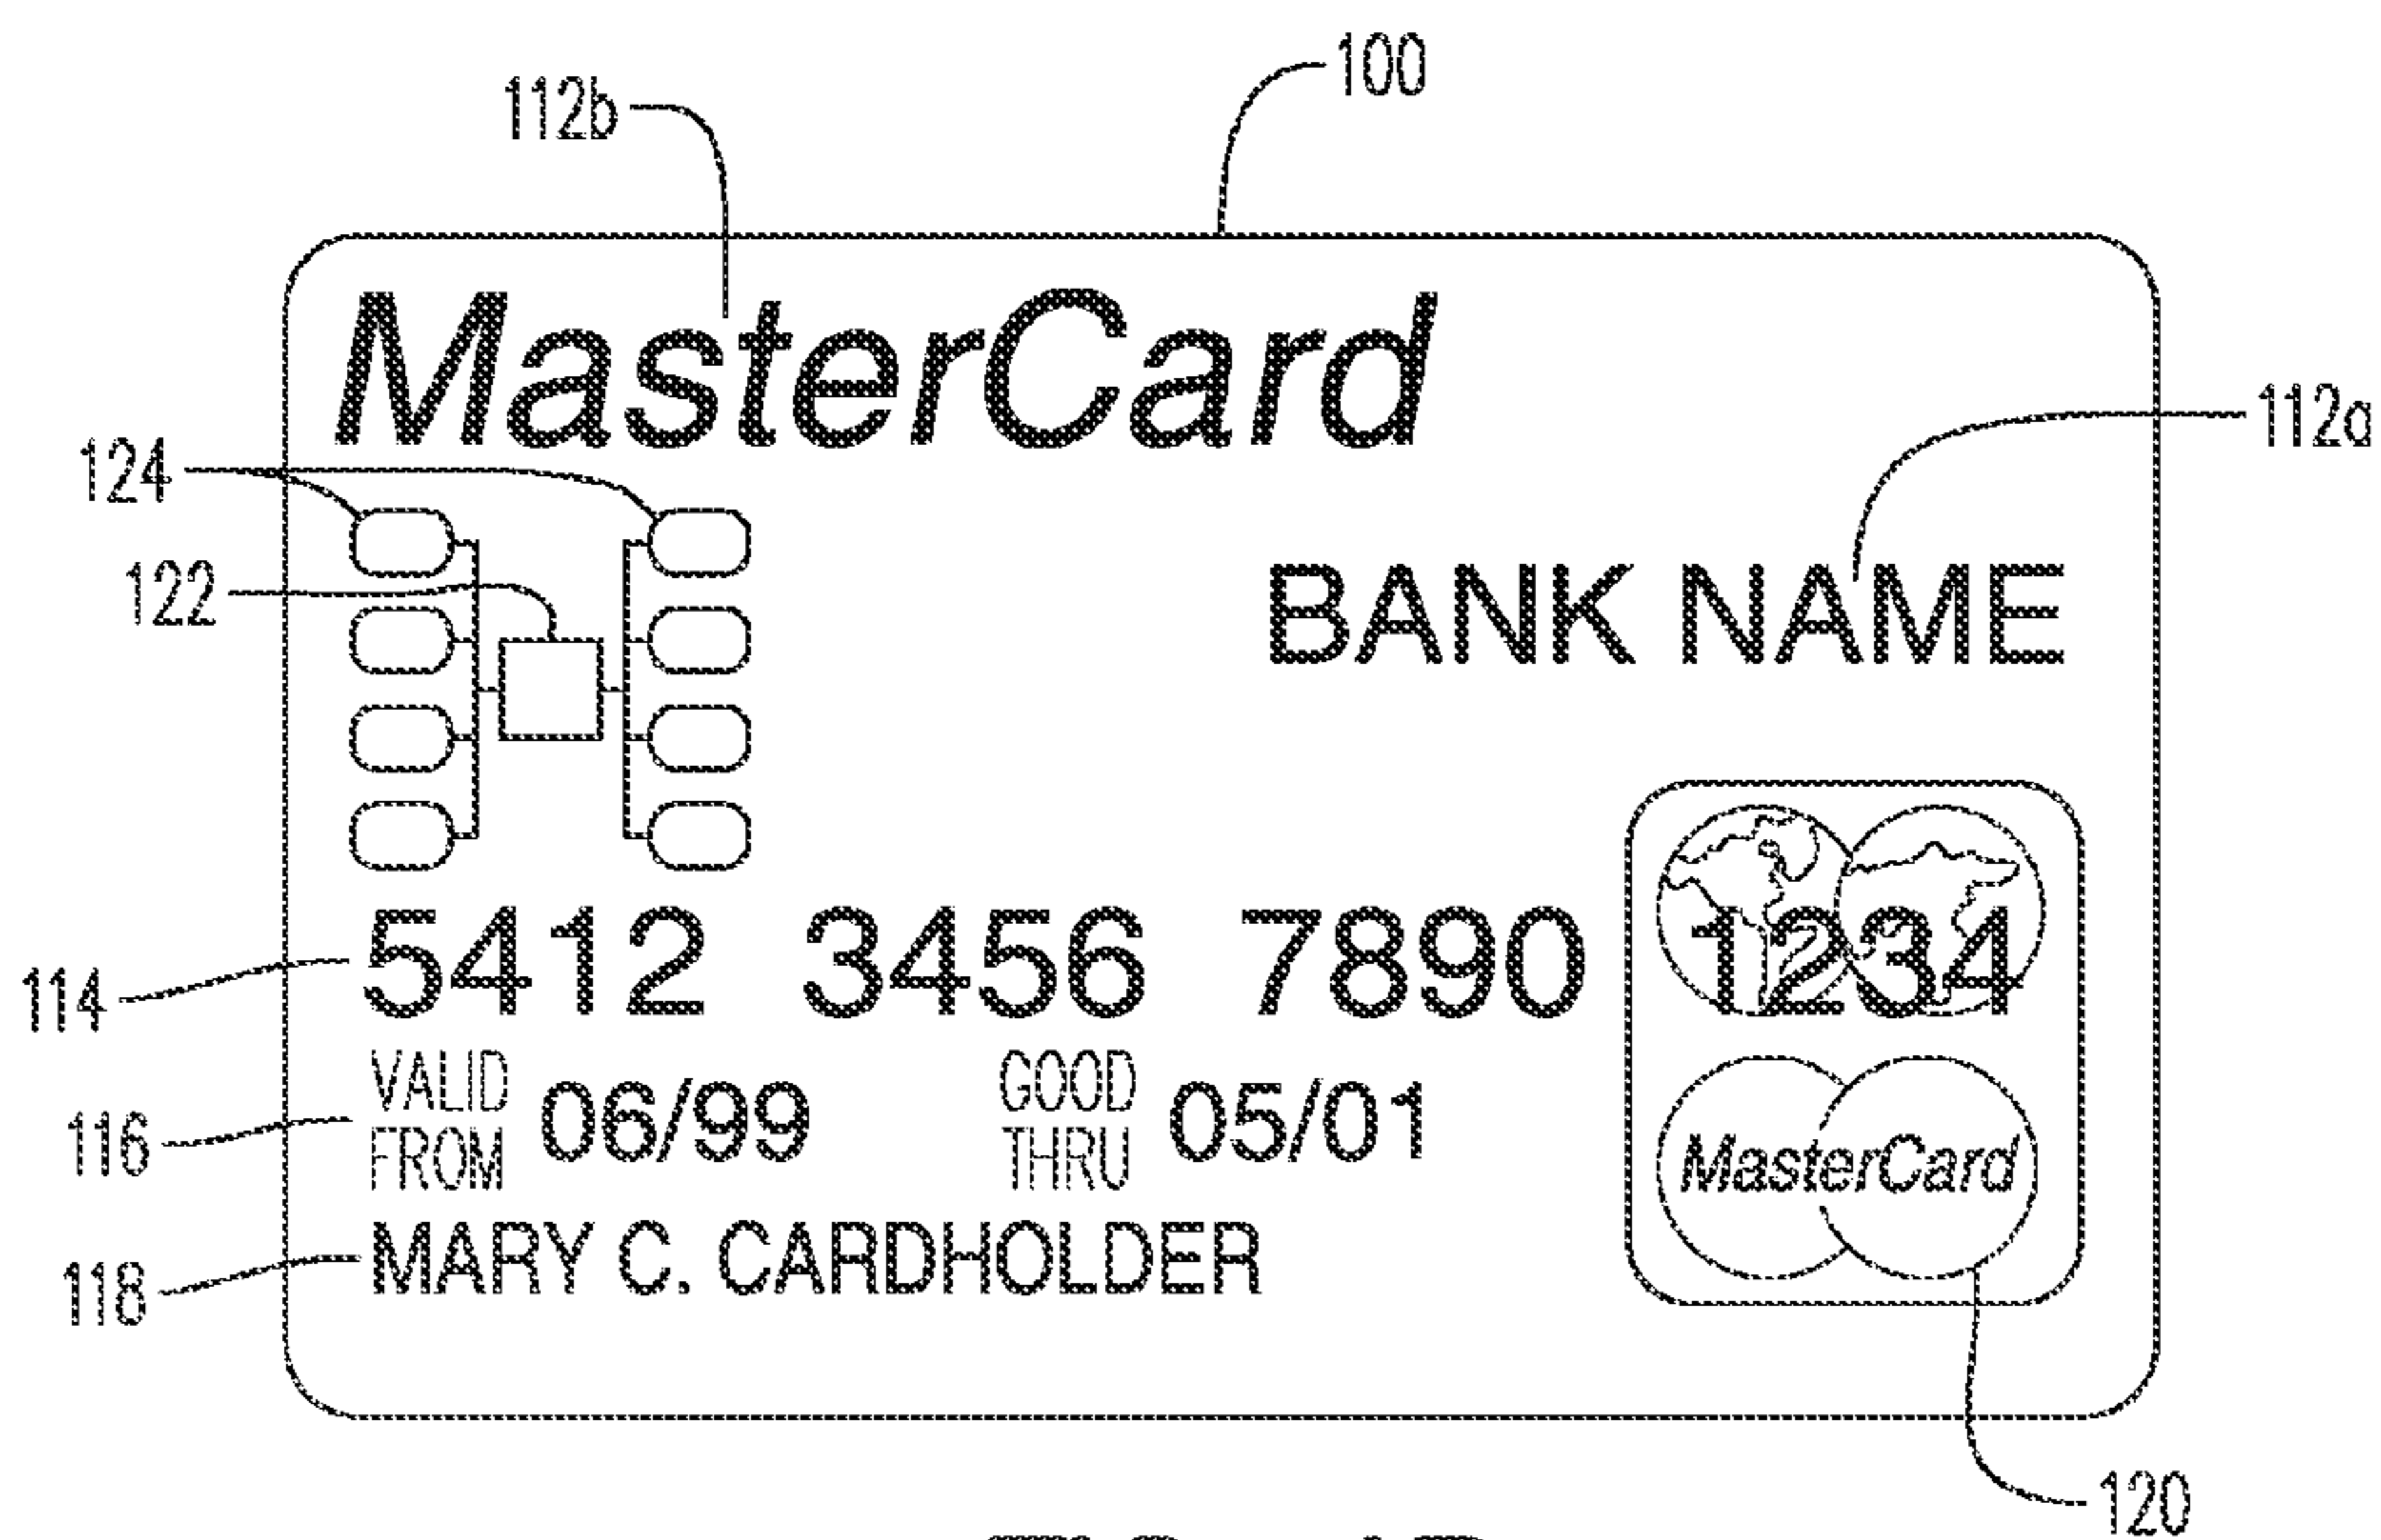 100
112b
MasterCard
112a
124
122
BANK NAME
114
5412 3456 7890 1234
VALID FROM 06/99 GOOD THRU 05/01
116
MasterCard
MARY C. CARDHOLDER
118
120